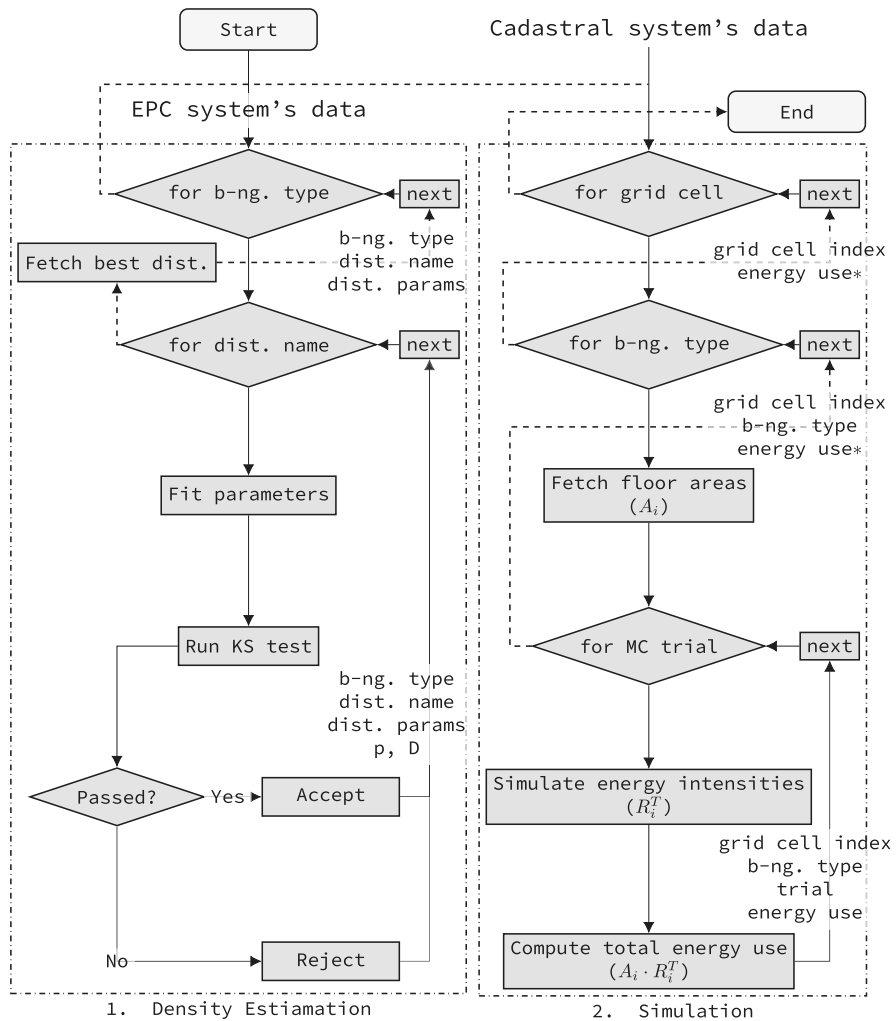 Start
EPC system's data
for b-ng. type
next
b-ng. type
dist. name
dist. params
Fetch best dist.
for dist. name
next
Fit parameters
Run KS test
b-ng. type
dist. name
dist. params
p, D
Passed?
Yes
Accept
No
Reject
1. Density Estiamation
Cadastral system's data
End
for grid cell
next
grid cell index
energy use*
for b-ng. type
next
grid cell index
b-ng. type
energy use*
Fetch floor areas
(A_i)
for MC trial
next
Simulate energy intensities
(R_i^T)
grid cell index
b-ng. type
trial
energy use
Compute total energy use
(A_i · R_i^T)
2. Simulation